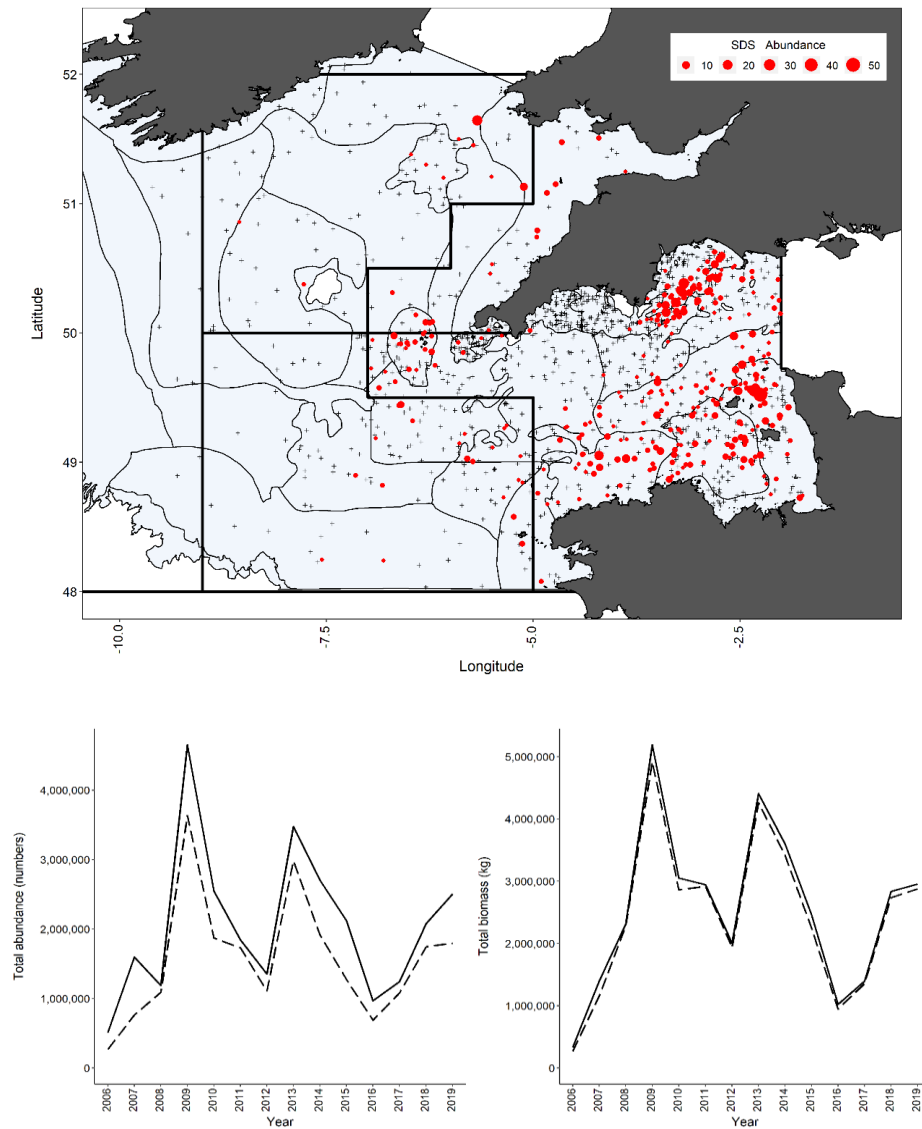 SDS Abundance
10 20 30 40 50
52
51
50
49
48
Latitude
-10.0 -7.5 -5.0 -2.5
Longitude
4,000,000
3,000,000
2,000,000
1,000,000
0
Total abundance (numbers)
2006 2007 2008 2009 2010 2011 2012 2013 2014 2015 2016 2017 2018 2019
Year
5,000,000
4,000,000
3,000,000
2,000,000
1,000,000
0
Total biomass (kg)
2006 2007 2008 2009 2010 2011 2012 2013 2014 2015 2016 2017 2018 2019
Year